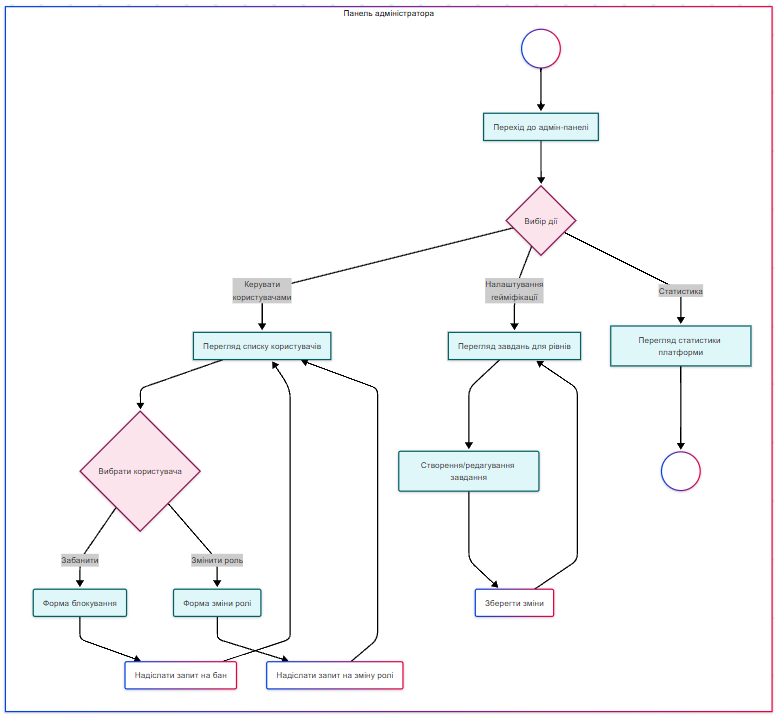 Панель адміністратора
Перехід до адмін-панелі
Вибір дії
Керувати
користувачами
Налаштування
гейміфікації
Статистика
Перегляд списку користувачів
Перегляд завдань для рівнів
Перегляд статистики
платформи
Вибрати користувача
Створення/редагування
завдання
Забанити
Змінити роль
Форма блокування
Форма зміни ролі
Зберегти зміни
Надіслати запит на бан
Надіслати запит на зміну ролі